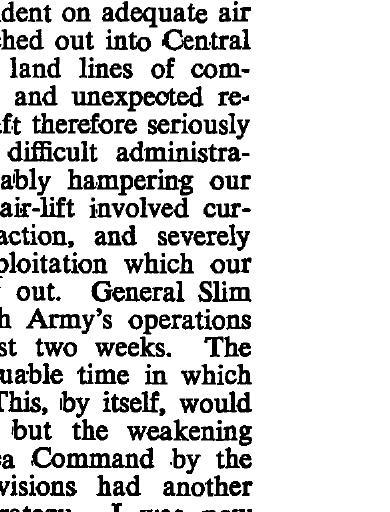 dent on adequate air
hed out into Central
land lines of com-
and unexpected re-
ft therefore seriously
difficult administra-
ably hampering our
air-lift involved cur-
action, and severely
ploitation which our
out. General Slim
h Army's operations
st two weeks. The
uable time in which
This, by itself, would
but the weakening
a Command by the
visions had another